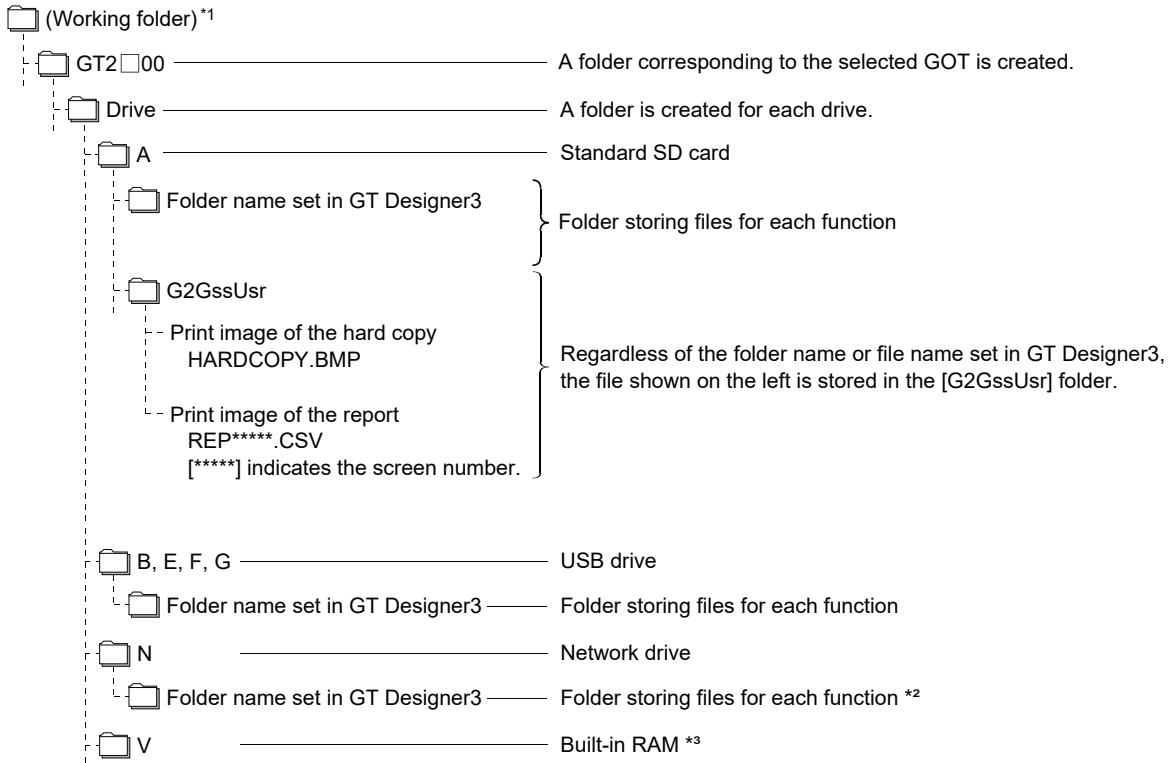 (Working folder)*1
GT2□00 A folder corresponding to the selected GOT is created.
Drive A folder is created for each drive.
A Standard SD card
Folder name set in GT Designer3
Folder storing files for each function
G2GssUsr
Print image of the hard copy
HARDCOPY.BMP
Regardless of the folder name or file name set in GT Designer3,
the file shown on the left is stored in the [G2GssUsr] folder.
Print image of the report
REP*****.CSV
[*****] indicates the screen number.
B, E, F, G USB drive
Folder name set in GT Designer3 Folder storing files for each function
N Network drive
Folder name set in GT Designer3 Folder storing files for each function *²
V Built-in RAM *³